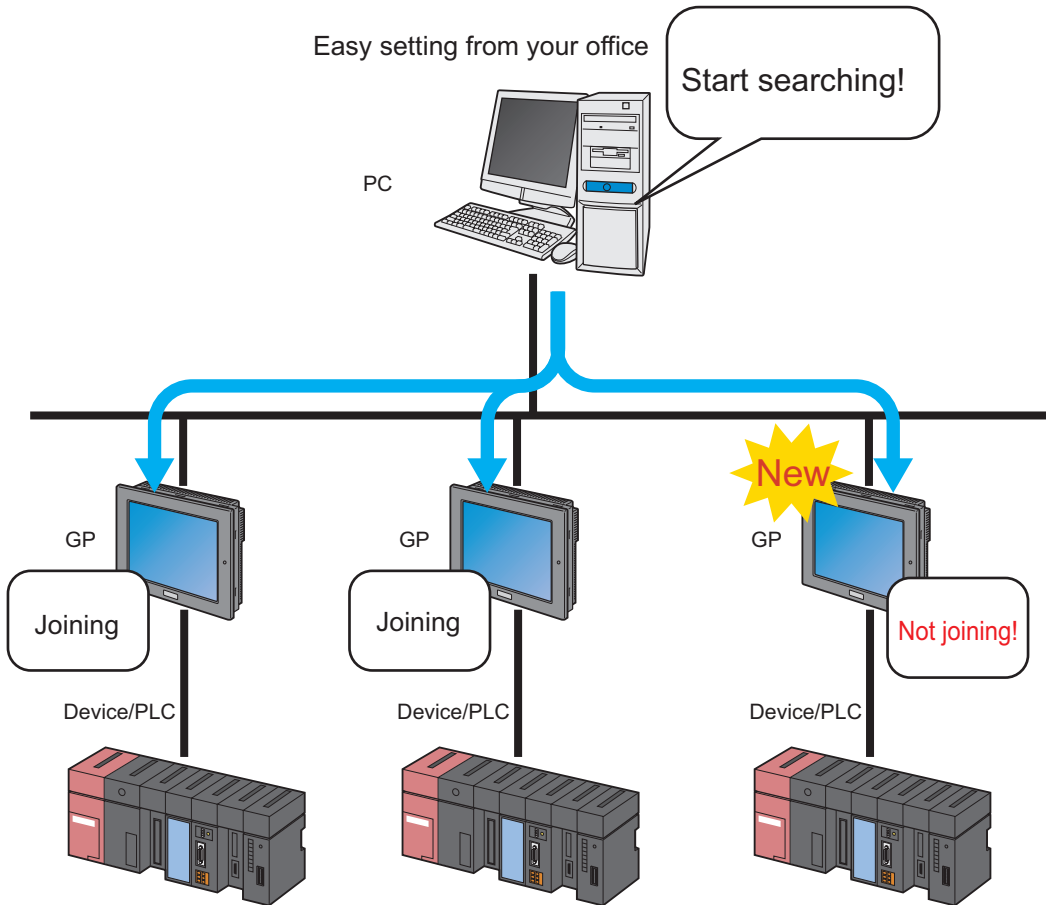 Easy setting from your office
Start searching!
PC
New
GP
GP
GP
Joining
Joining
Not joining!
Device/PLC
Device/PLC
Device/PLC